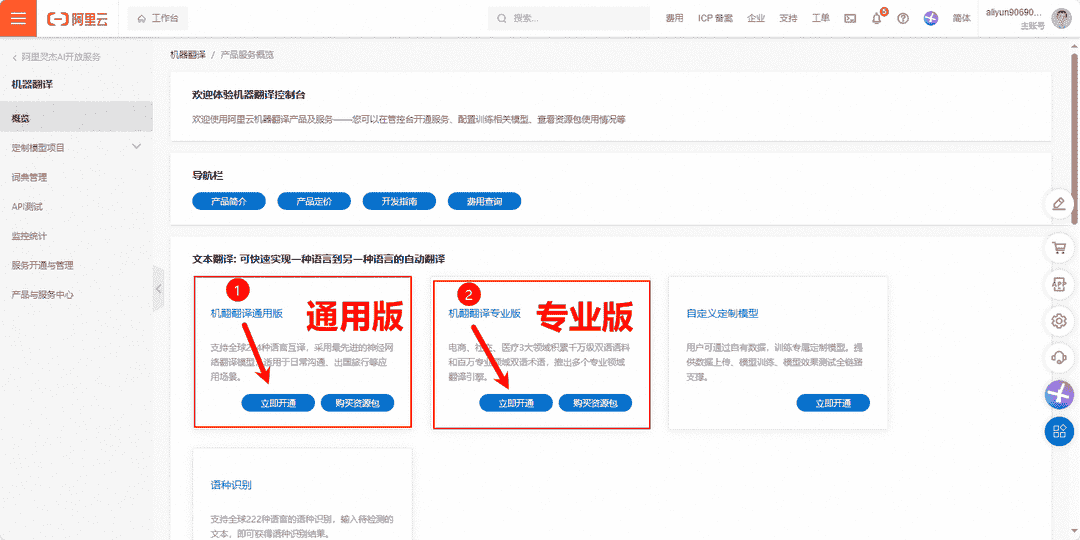 阿里云
工作台
搜索...
费用
ICP 备案
企业
支持
工单
5
简体
aliyun90690...
主账号
阿里灵杰AI开放服务
机器翻译
概览
定制模型项目
词典管理
API测试
监控统计
服务开通与管理
产品与服务中心
机器翻译 / 产品服务概览
欢迎体验机器翻译控制台
欢迎使用阿里云机器翻译产品及服务——您可以在管控台开通服务、配置训练相关模型、查看资源包使用情况等
导航栏
产品简介
产品定价
开发指南
费用查询
文本翻译: 可快速实现一种语言到另一种语言的自动翻译
1
机翻翻译通用版
通用版
支持全球2 4种语言互译，采用最先进的神经网
络翻译模型，适用于日常沟通、出国旅行等应
用场景。
立即开通
购买资源包
2
机翻翻译专业版
专业版
电商、社 、医疗3大领域积累千万级双语语料
和百万专业领域双语术语，推出多个专业领域
翻译引擎。
立即开通
购买资源包
自定义定制模型
用户可通过自有数据，训练专属定制模型。提
供数据上传、模型训练、模型效果测试全链路
支撑。
立即开通
语种识别
支持全球222种语言的语种识别，输入待检测的
文本，即可获得语种识别结果。
API